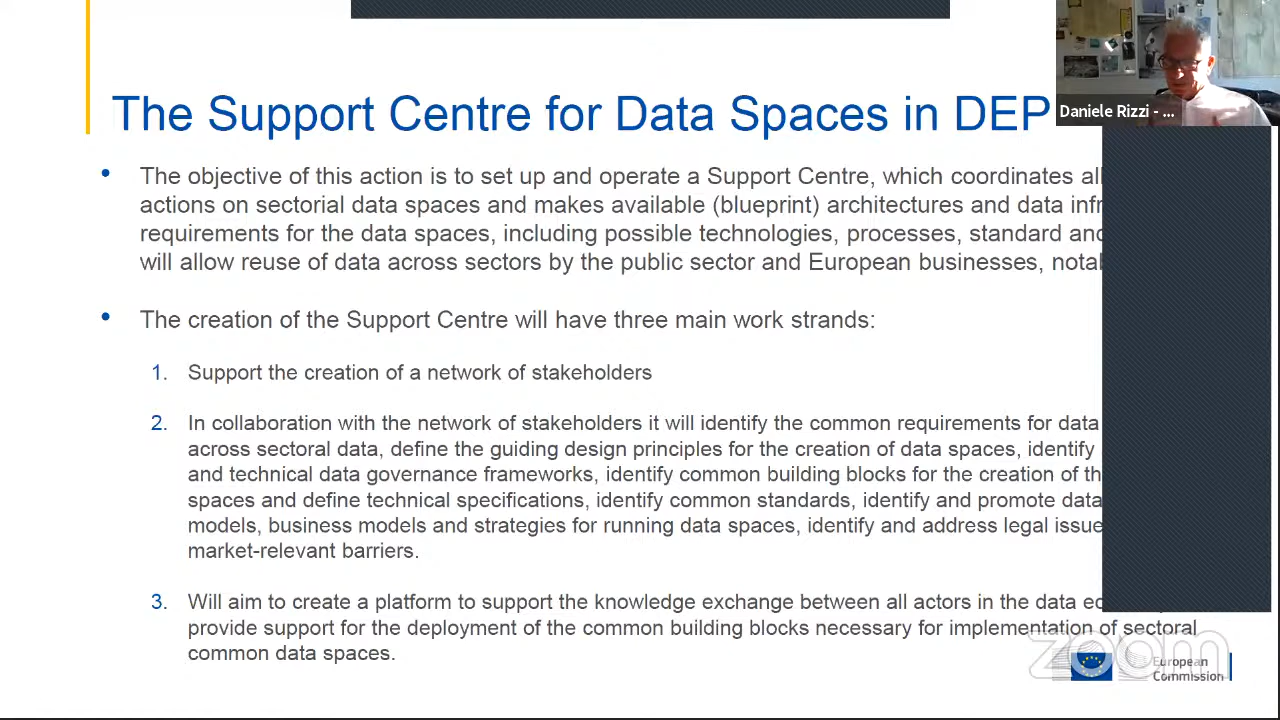 The Support Centre for Data Spaces in DEP
Daniele Rizzi - ...
• The objective of this action is to set up and operate a Support Centre, which coordinates all
actions on sectorial data spaces and makes available (blueprint) architectures and data
requirements for the data spaces, including possible technologies, processes, standard
will allow reuse of data across sectors by the public sector and European businesses,
• The creation of the Support Centre will have three main work strands:
1. Support the creation of a network of stakeholders
2. In collaboration with the network of stakeholders it will identify the common requirements for data
across sectoral data, define the guiding design principles for the creation of data spaces, identify
and technical data governance frameworks, identify common building blocks for the creation of
spaces and define technical specifications, identify common standards, identify and promote data
models, business models and strategies for running data spaces, identify and address legal
market-relevant barriers.
3. Will aim to create a platform to support the knowledge exchange between all actors in the data
provide support for the deployment of the common building blocks necessary for implementation of sectoral
common data spaces.
zoom
European
Commission